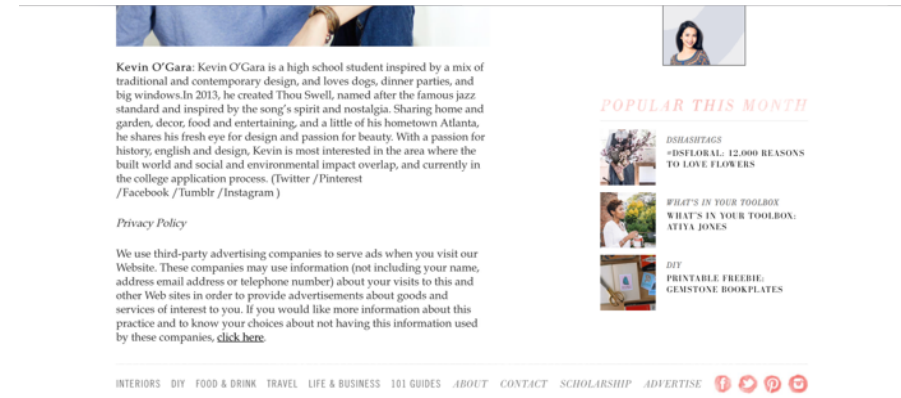 Kevin O'Gara: Kevin O'Gara is a high school student inspired by a mix of
traditional and contemporary design, and loves dogs, dinner parties, and
big windows.In 2013, he created Thou Swell, named after the famous jazz
standard and inspired by the song's spirit and nostalgia. Sharing home and
garden, decor, food and entertaining, and a little of his hometown Atlanta,
he shares his fresh eye for design and passion for beauty. With a passion for
history, english and design, Kevin is most interested in the area where the
built world and social and environmental impact overlap, and currently in
the college application process. (Twitter /Pinterest
/Facebook /Tumblr /Instagram )
Privacy Policy
We use third-party advertising companies to serve ads when you visit our
Website. These companies may use information (not including your name,
address email address or telephone number) about your visits to this and
other Web sites in order to provide advertisements about goods and
services of interest to you. If you would like more information about this
practice and to know your choices about not having this information used
by these companies, click here.
POPULAR THIS MONTH
DSHASHTAGS
#DSFLORAL: 12,000 REASONS
TO LOVE FLOWERS
WHAT'S IN YOUR TOOLBOX
WHAT'S IN YOUR TOOLBOX:
ATIYA JONES
DIY
PRINTABLE FREEBIE:
GEMSTONE BOOKPLATES
INTERIORS DIY FOOD & DRINK TRAVEL LIFE & BUSINESS 101 GUIDES ABOUT CONTACT SCHOLARSHIP ADVERTISE